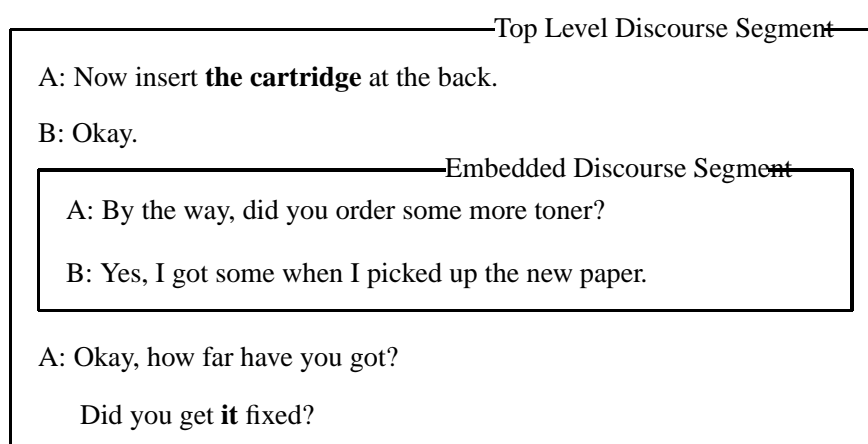 Top Level Discourse Segment
A: Now insert the cartridge at the back.
B: Okay.
Embedded Discourse Segment
A: By the way, did you order some more toner?
B: Yes, I got some when I picked up the new paper.
A: Okay, how far have you got?
Did you get it fixed?